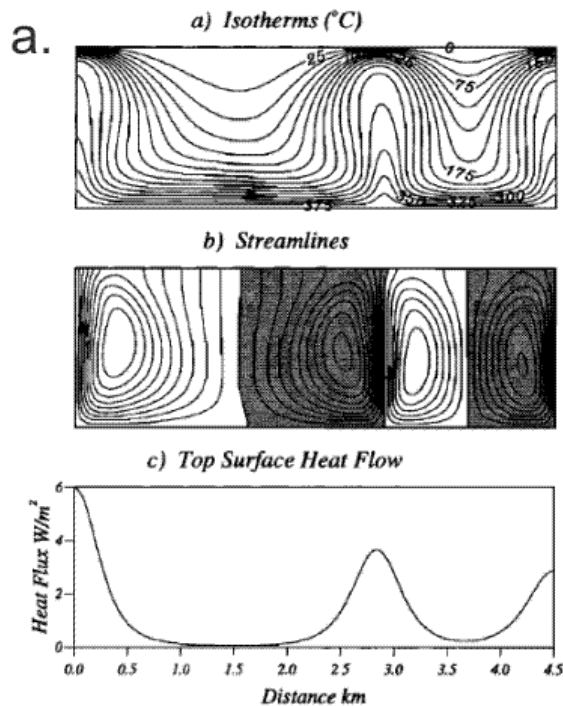 a.
a) Isotherms (°C)
25 0
75
175
375 350 325 300
b) Streamlines
c) Top Surface Heat Flow
Heat Flux W/m²
6
4
2
0
0.0 0.5 1.0 1.5 2.0 2.5 3.0 3.5 4.0 4.5
Distance km